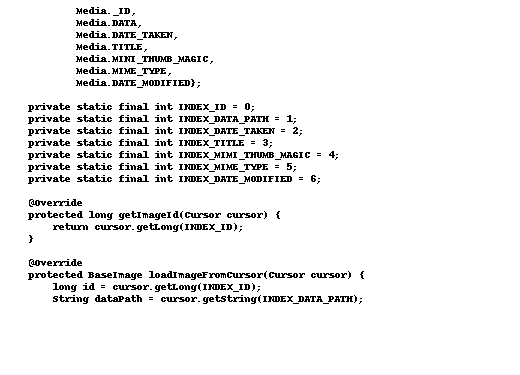 Media._ID,
Media.DATA,
Media.DATE_TAKEN,
Media.TITLE,
Media.MINI_THUMB_MAGIC,
Media.MIME_TYPE,
Media.DATE_MODIFIED};
private static final int INDEX_ID = 0;
private static final int INDEX_DATA_PATH = 1;
private static final int INDEX_DATE_TAKEN = 2;
private static final int INDEX_TITLE = 3;
private static final int INDEX_MIMI_THUMB_MAGIC = 4;
private static final int INDEX_MIME_TYPE = 5;
private static final int INDEX_DATE_MODIFIED = 6;
@Override
protected long getImageId(Cursor cursor) {
return cursor.getLong(INDEX_ID);
}
@Override
protected BaseImage loadImageFromCursor(Cursor cursor) {
long id = cursor.getLong(INDEX_ID);
String dataPath = cursor.getString(INDEX_DATA_PATH);